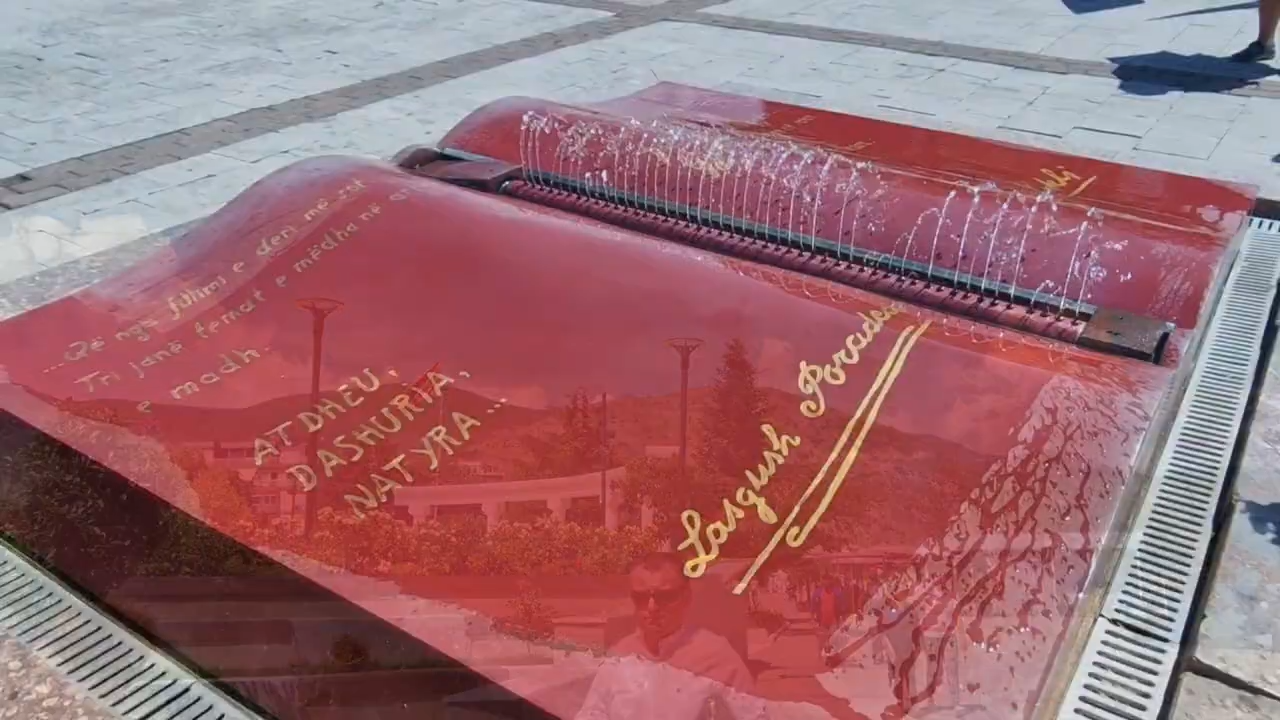 ...Që nga fillimi e deri më sot
Tri janë temat e mëdha në
e madh.
ATDHEU,
DASHURIA,
NATYRA...
Lasgush Poradeci